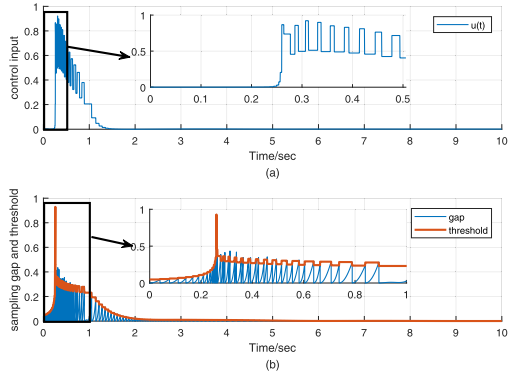 1
0.8
0.6
0.4
0.2
0
control input
1
0.5
0
0 0.1 0.2 0.3 0.4 0.5
u(t)
0 1 2 3 4 5 6 7 8 9 10
Time/sec
(a)
1
0.8
0.6
0.4
0.2
0
sampling gap and threshold
1
0.5
0
0 0.2 0.4 0.6 0.8 1
gap
threshold
0 1 2 3 4 5 6 7 8 9 10
Time/sec
(b)